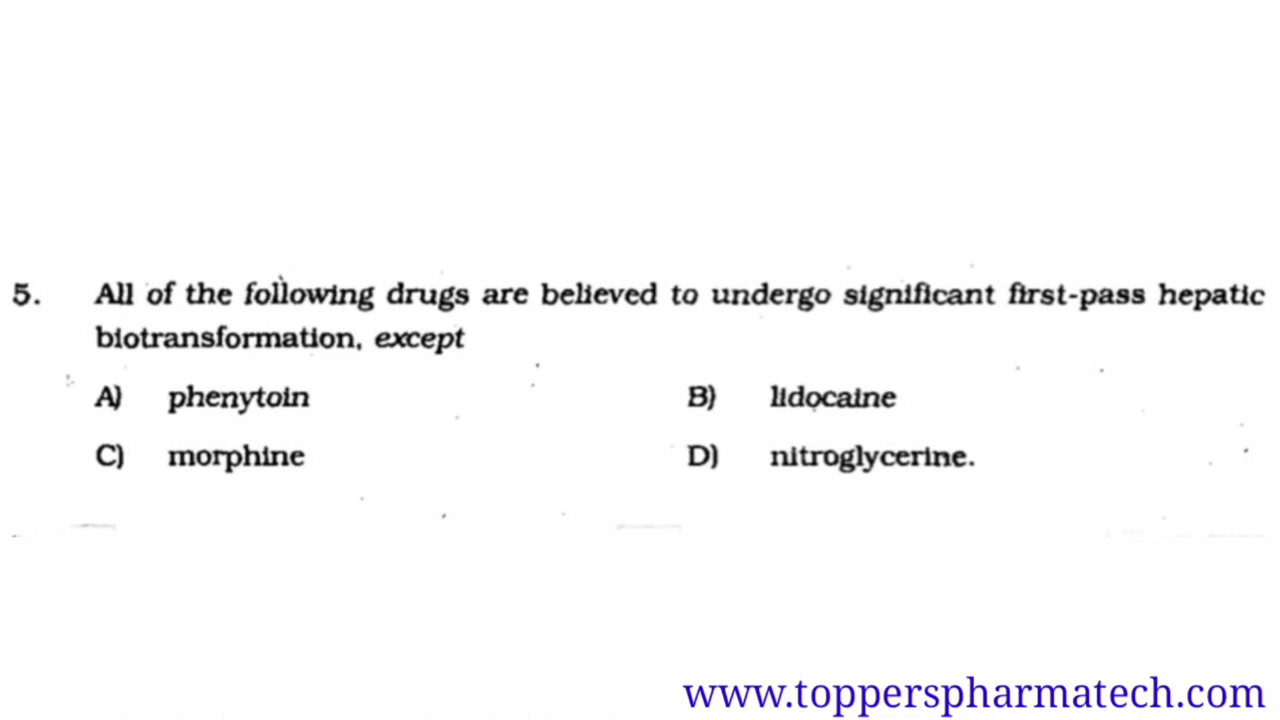 5. All of the following drugs are believed to undergo significant first-pass hepatic
biotransformation, except
A) phenytoin B) lidocaine
C) morphine D) nitroglycerine.
www.topperspharmatech.com